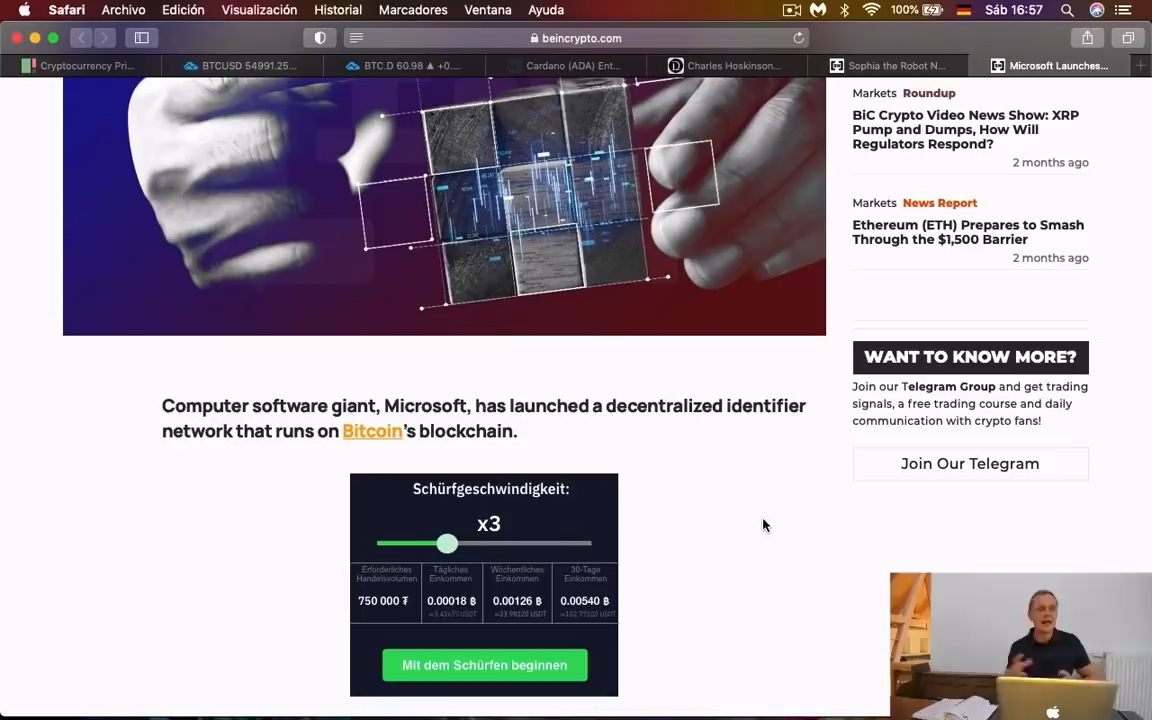 Safari Archivo Edición Visualización Historial Marcadores Ventana Ayuda 100% Sáb 16:57
beincrypto.com
Cryptocurrency Pri... BTCUSD 54991.25... BTC.D 60.98 ▲ +0.... Cardano (ADA) Ent... Charles Hoskinson... Sophia the Robot N... Microsoft Launches...
Markets Roundup
BiC Crypto Video News Show: XRP
Pump and Dumps, How Will
Regulators Respond?
2 months ago
Markets News Report
Ethereum (ETH) Prepares to Smash
Through the $1,500 Barrier
2 months ago
WANT TO KNOW MORE?
Join our Telegram Group and get trading
signals, a free trading course and daily
communication with crypto fans!
Join Our Telegram
Computer software giant, Microsoft, has launched a decentralized identifier
network that runs on Bitcoin's blockchain.
Schürfgeschwindigkeit:
x3
Erforderliches Handelsvolumen Tägliches Einkommen Wöchentliches Einkommen 30-Tage Einkommen
750 000 ₮ 0.00018 ฿ 0.00126 ฿ 0.00540 ฿
Mit dem Schürfen beginnen